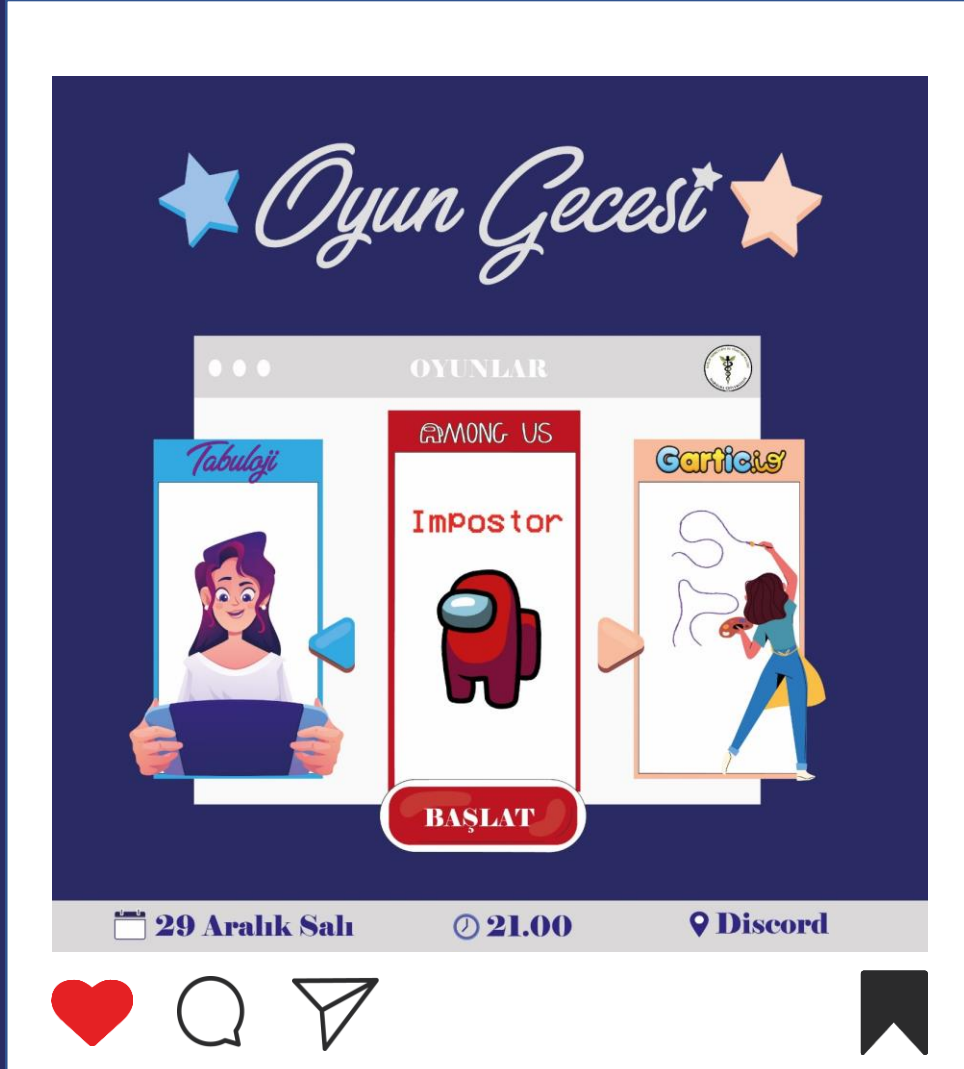 Oyun Gecesi
OYUNLAR
AMONG US
Tabuloji
Gartic.io
Impostor
BAŞLAT
29 Aralık Salı
21.00
Discord